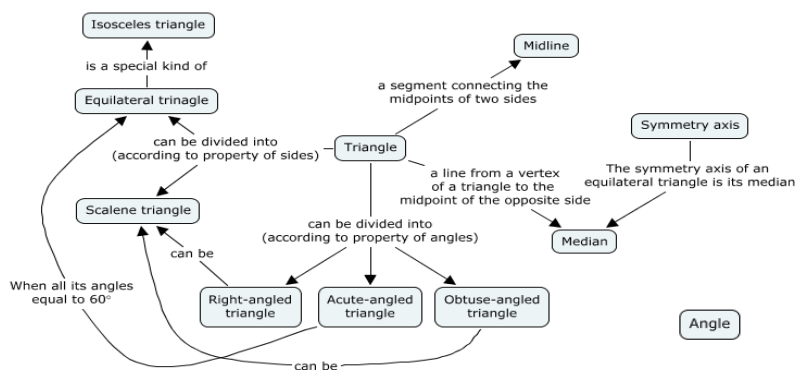 Isosceles triangle
Midline
is a special kind of
a segment connecting the
midpoints of two sides
Equilateral trinagle
Symmetry axis
can be divided into
(according to property of sides)
Triangle
a line from a vertex
of a triangle to the
midpoint of the opposite side
The symmetry axis of an
equilateral triangle is its median
Scalene triangle
can be divided into
(according to property of angles)
Median
can be
When all its angles
equal to 60°
Right-angled
triangle
Acute-angled
triangle
Obtuse-angled
triangle
Angle
can be